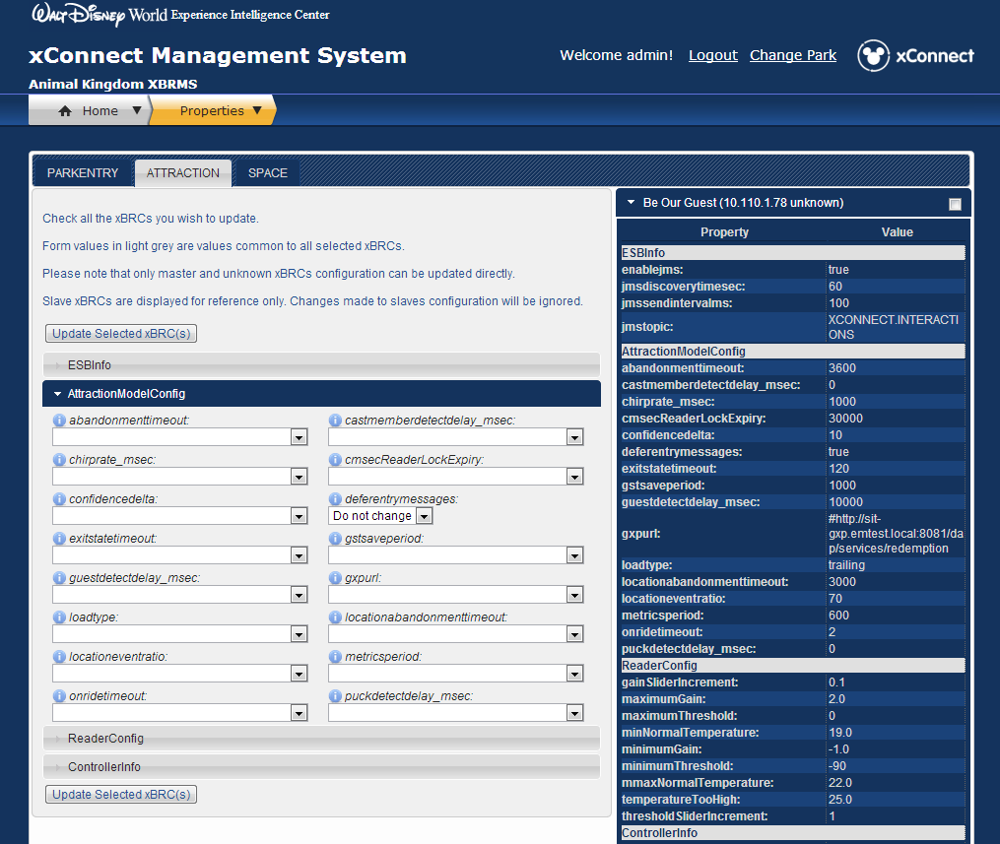 Walt Disney World Experience Intelligence Center
xConnect Management System
Welcome admin! Logout Change Park xConnect
Animal Kingdom XBRMS
Home Properties
PARKENTRY ATTRACTION SPACE
Check all the xBRCs you wish to update.
Form values in light grey are values common to all selected xBRCs.
Please note that only master and unknown xBRCs configuration can be updated directly.
Slave xBRCs are displayed for reference only. Changes made to slaves configuration will be ignored.
Update Selected xBRC(s)
ESBInfo
AttractionModelConfig
abandonmenttimeout: castmemberdetectdelay_msec:
chirprate_msec: cmsecReaderLockExpiry:
confidencedelta: deferentrymessages:
Do not change
exitstatetimeout: gstsaveperiod:
guestdetectdelay_msec: gxpurl:
loadtype: locationabandonmenttimeout:
locationeventratio: metricsperiod:
onridetimeout: puckdetectdelay_msec:
ReaderConfig
ControllerInfo
Update Selected xBRC(s)
Be Our Guest (10.110.1.78 unknown)
Property Value
ESBInfo
enablejms: true
jmsdiscoverytimesec: 60
jmssendintervalms: 100
jmstopic: XCONNECT.INTERACTI
ONS
AttractionModelConfig
abandonmenttimeout: 3600
castmemberdetectdelay_msec: 0
chirprate_msec: 1000
cmsecReaderLockExpiry: 30000
confidencedelta: 10
deferentrymessages: true
exitstatetimeout: 120
gstsaveperiod: 1000
guestdetectdelay_msec: 10000
gxpurl: #http://sit-
gxp.emtest.local:8081/da
p/services/redemption
loadtype: trailing
locationabandonmenttimeout: 3000
locationeventratio: 70
metricsperiod: 600
onridetimeout: 2
puckdetectdelay_msec: 0
ReaderConfig
gainSliderIncrement: 0.1
maximumGain: 2.0
maximumThreshold: 0
minNormalTemperature: 19.0
minimumGain: -1.0
minimumThreshold: -90
mmaxNormalTemperature: 22.0
temperatureTooHigh: 25.0
thresholdSliderIncrement: 1
ControllerInfo